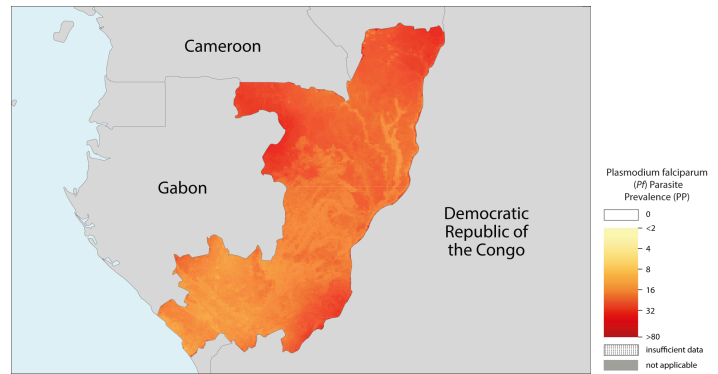 Cameroon
Gabon
Democratic
Republic of
the Congo
Plasmodium falciparum
(Pf) Parasite
Prevalence (PP)
0
<2
4
8
16
32
>80
insufficient data
not applicable